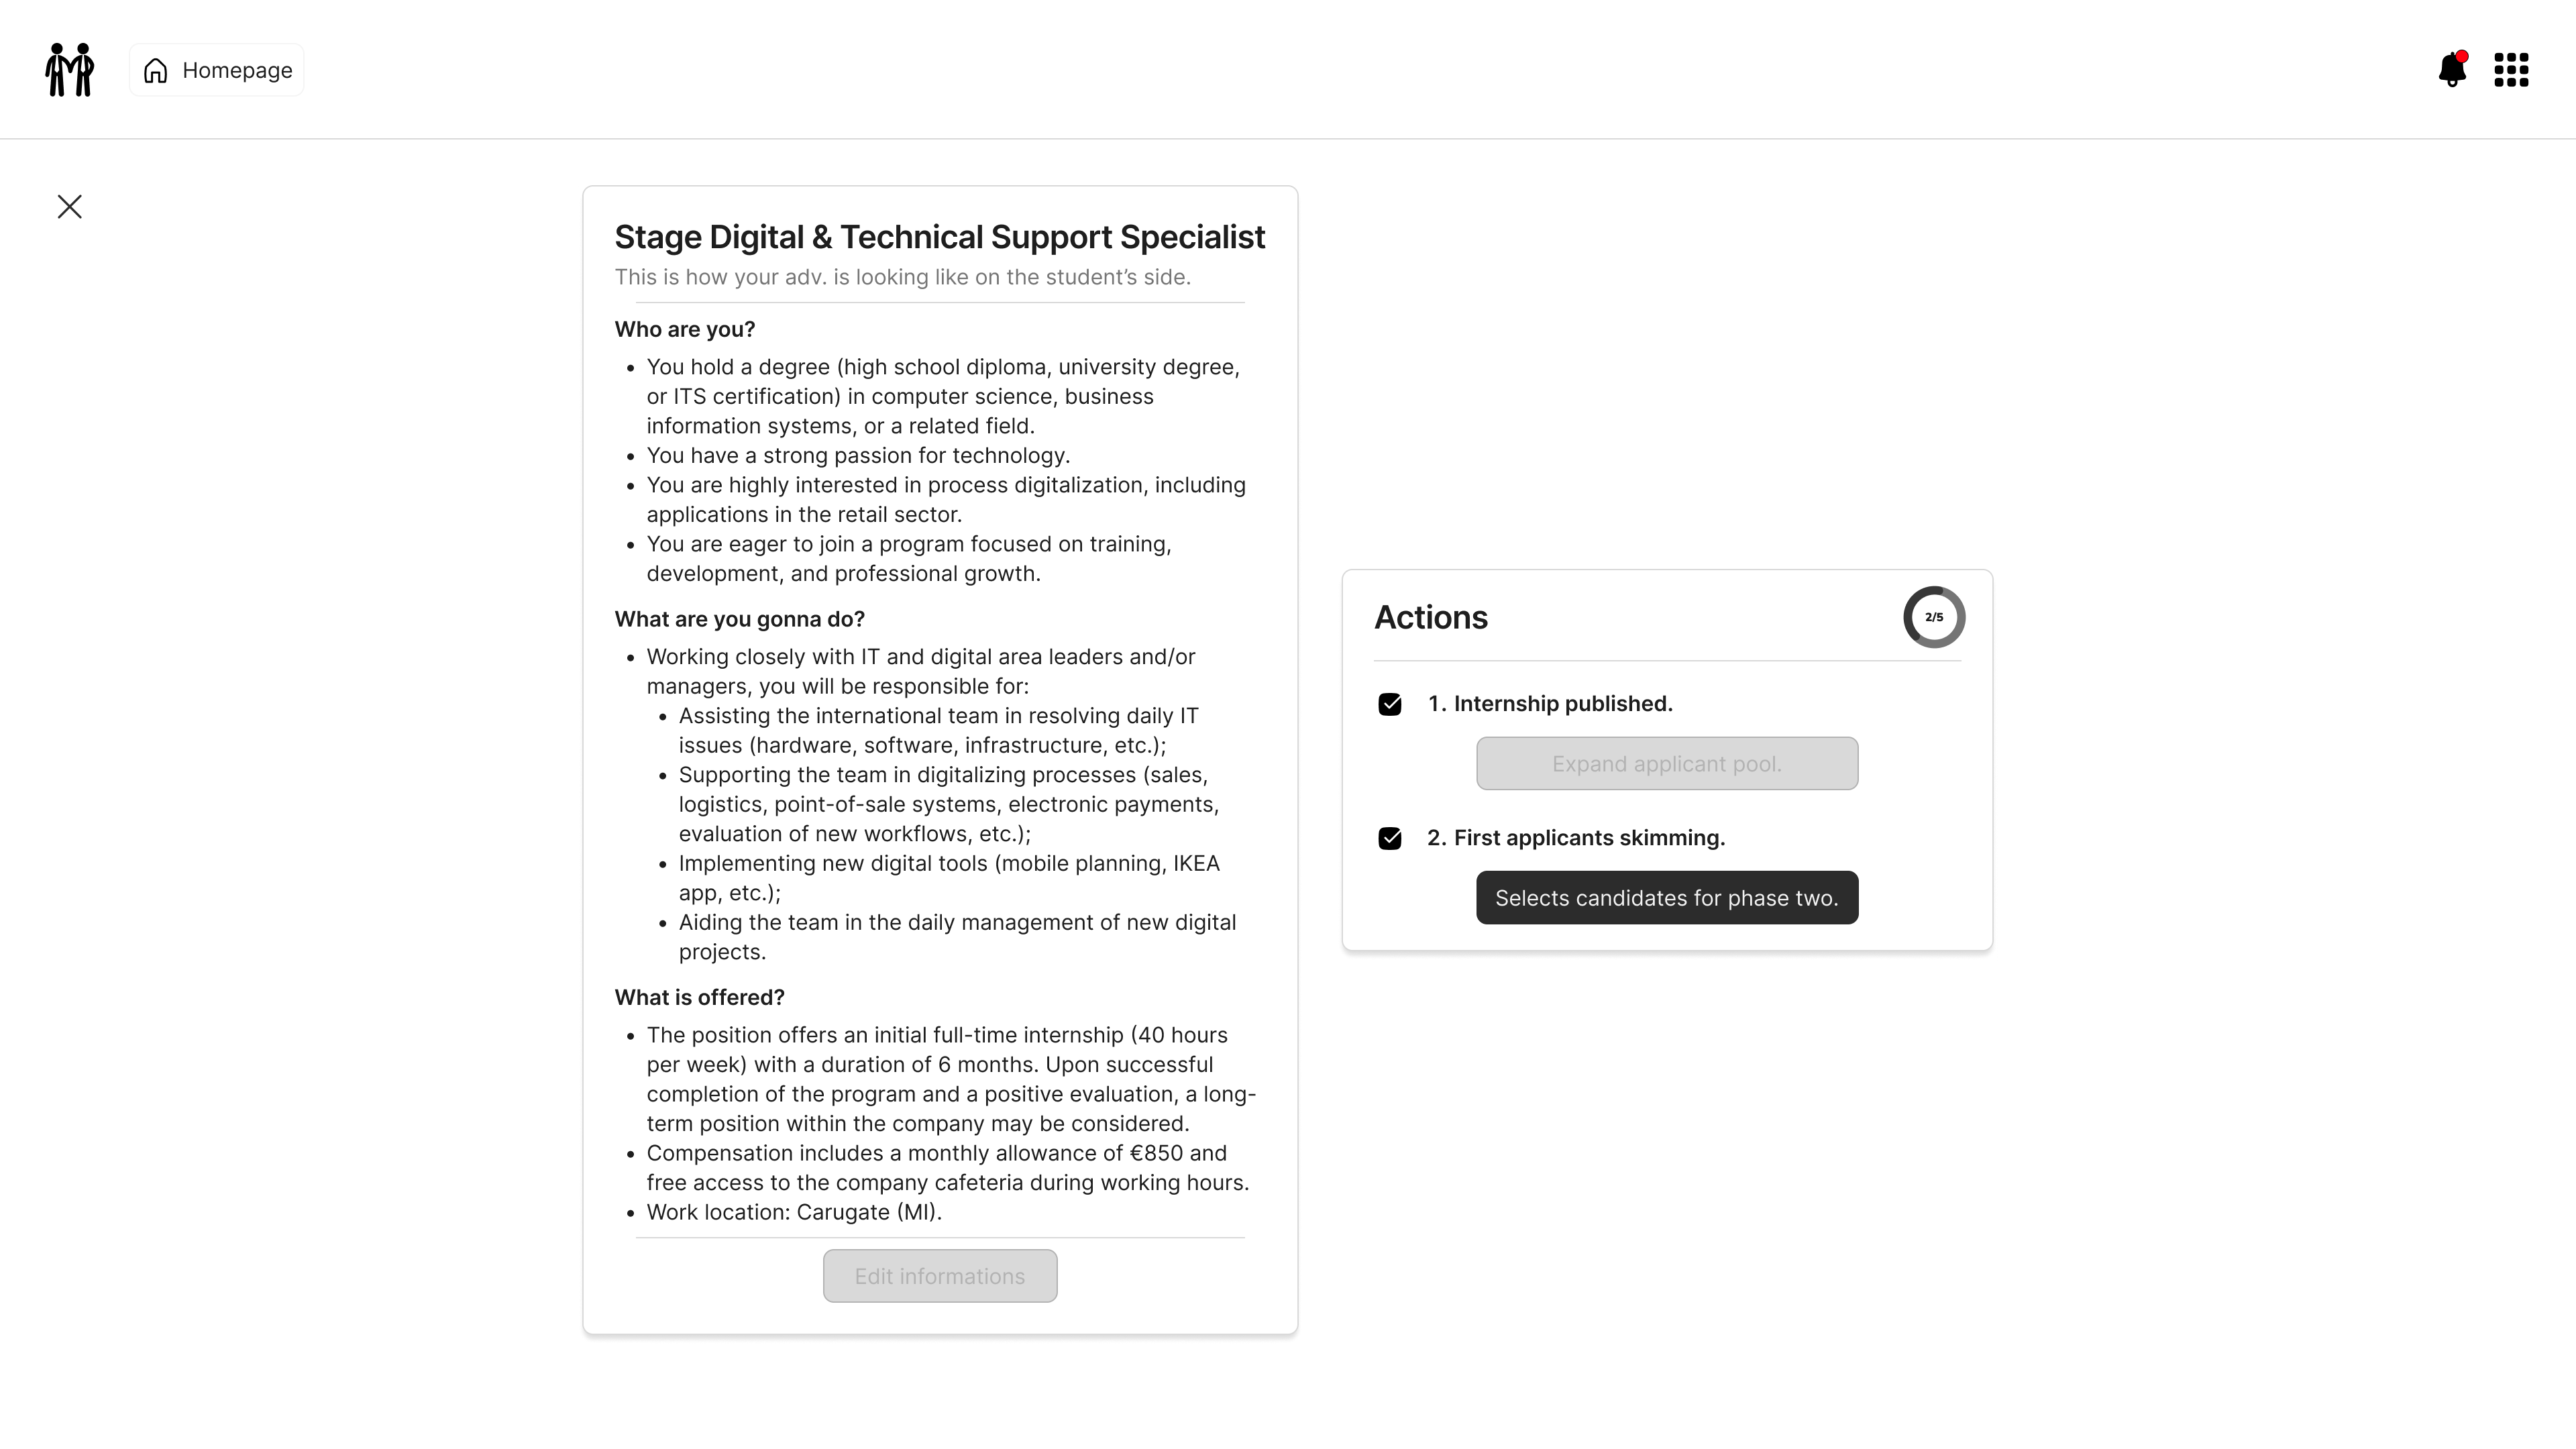 Homepage
Stage Digital & Technical Support Specialist
This is how your adv. is looking like on the student’s side.
Who are you?
• You hold a degree (high school diploma, university degree,
or ITS certification) in computer science, business
information systems, or a related field.
• You have a strong passion for technology.
• You are highly interested in process digitalization, including
applications in the retail sector.
• You are eager to join a program focused on training,
development, and professional growth.
What are you gonna do?
• Working closely with IT and digital area leaders and/or
managers, you will be responsible for:
• Assisting the international team in resolving daily IT
issues (hardware, software, infrastructure, etc.);
• Supporting the team in digitalizing processes (sales,
logistics, point-of-sale systems, electronic payments,
evaluation of new workflows, etc.);
• Implementing new digital tools (mobile planning, IKEA
app, etc.);
• Aiding the team in the daily management of new digital
projects.
What is offered?
• The position offers an initial full-time internship (40 hours
per week) with a duration of 6 months. Upon successful
completion of the program and a positive evaluation, a long-
term position within the company may be considered.
• Compensation includes a monthly allowance of €850 and
free access to the company cafeteria during working hours.
• Work location: Carugate (MI).
Edit informations
Actions
2/5
1. Internship published.
Expand applicant pool.
2. First applicants skimming.
Selects candidates for phase two.